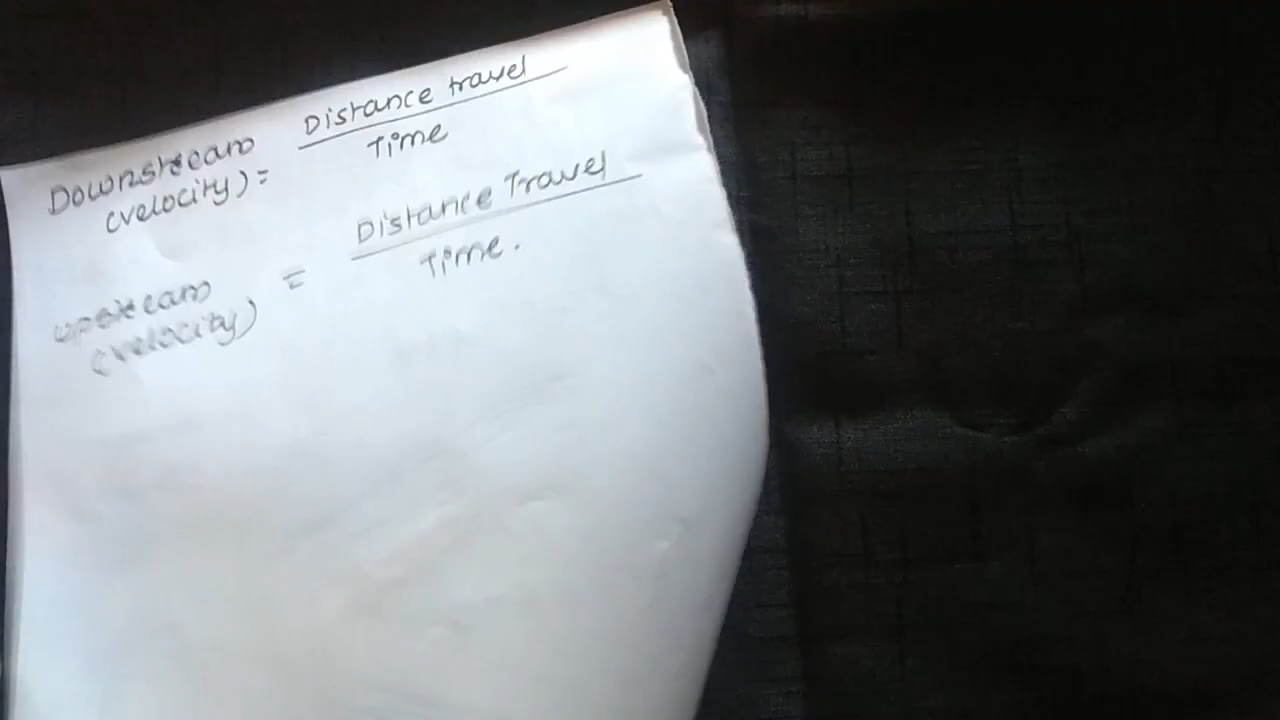 Distance travel
Downstream
Time
(velocity) =
Distance Travel
upstream =
Time.
(velocity)